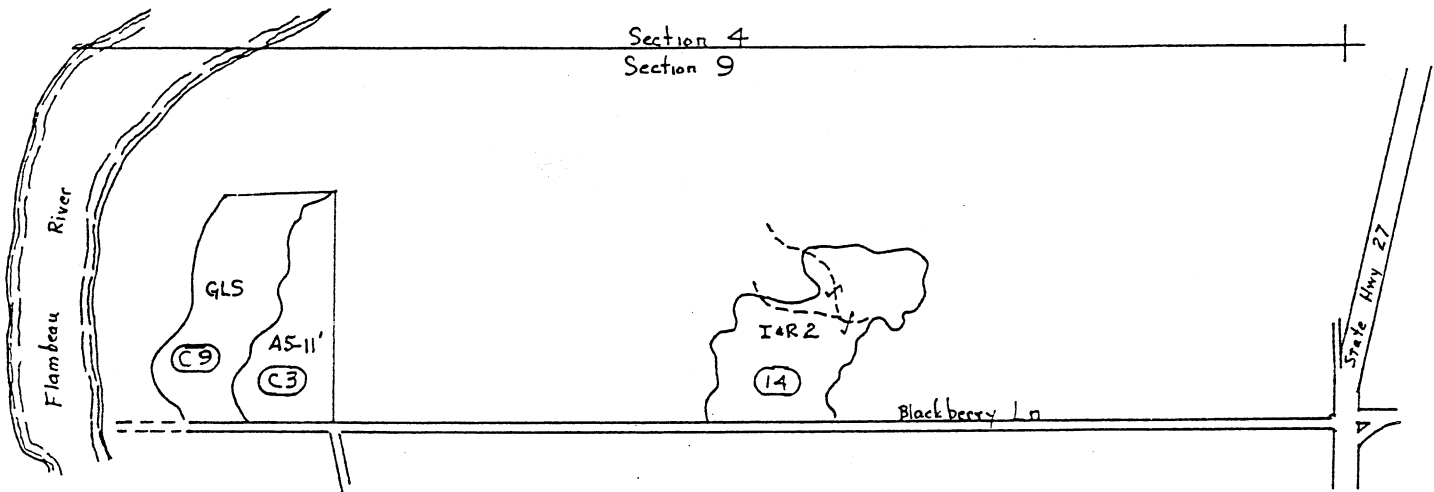 Section 4
Section 9
Flambeau River
GLS
C9
A5-11'
C3
I&R2
14
Blackberry Ln
State Hwy 27